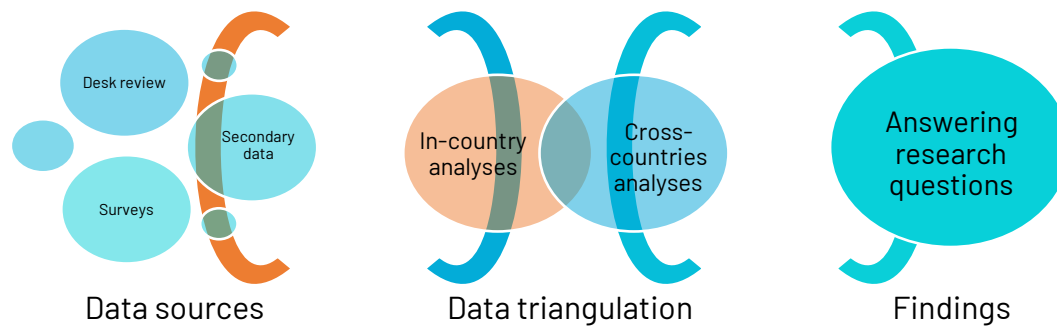 Desk review
Secondary
data
Surveys
Data sources
In-country
analyses
Cross-
countries
analyses
Data triangulation
Answering
research
questions
Findings